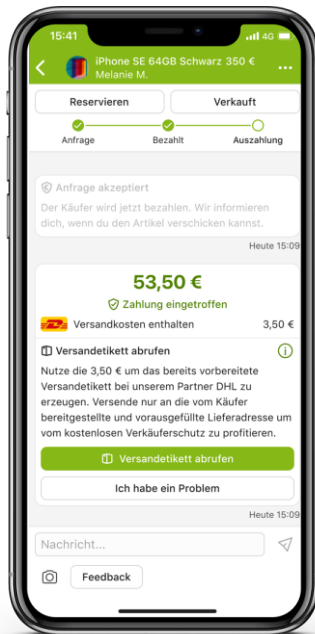 15:41
4G
iPhone SE 64GB Schwarz 350 €
Melanie M.
Reservieren
Verkauft
Anfrage
Bezahlt
Auszahlung
Anfrage akzeptiert
Der Käufer wird jetzt bezahlen. Wir informieren
dich, wenn du den Artikel verschicken kannst.
Heute 15:09
53,50 €
Zahlung eingetroffen
DHL Versandkosten enthalten 3,50 €
Versandetikett abrufen
Nutze die 3,50 € um das bereits vorbereitete
Versandetikett bei unserem Partner DHL zu
erzeugen. Versende nur an die vom Käufer
bereitgestellte und vorausgefüllte Lieferadresse um
vom kostenlosen Verkäuferschutz zu profitieren.
Versandetikett abrufen
Ich habe ein Problem
Heute 15:09
Nachricht...
Feedback